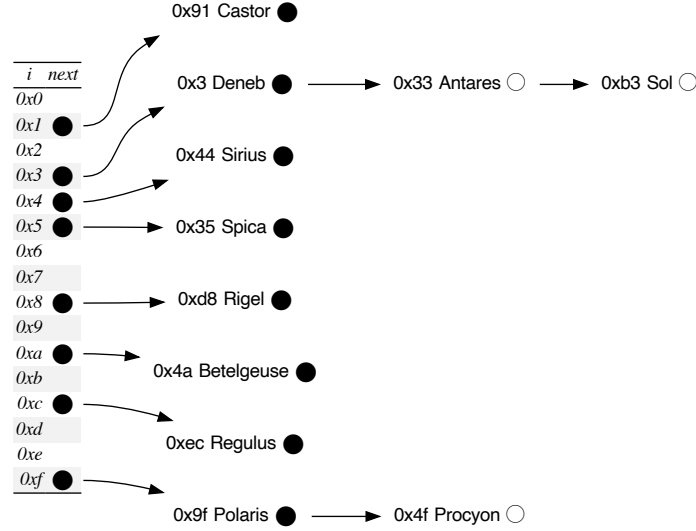 0x91 Castor
i next
0x3 Deneb 0x33 Antares 0xb3 Sol
0x0
0x1
0x2
0x44 Sirius
0x3
0x4
0x5 0x35 Spica
0x6
0x7
0x8 0xd8 Rigel
0x9
0xa
0x4a Betelgeuse
0xb
0xc
0xd
0xec Regulus
0xe
0xf
0x9f Polaris 0x4f Procyon